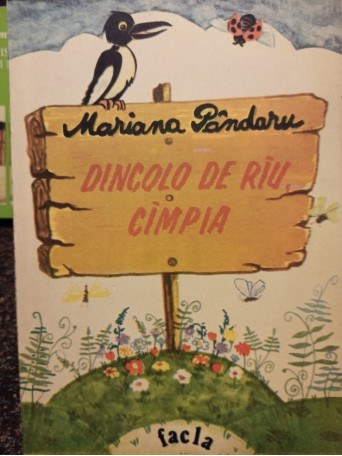 Mariana Pândaru
DINCOLO DE RÎU,
CÎMPIA
facla